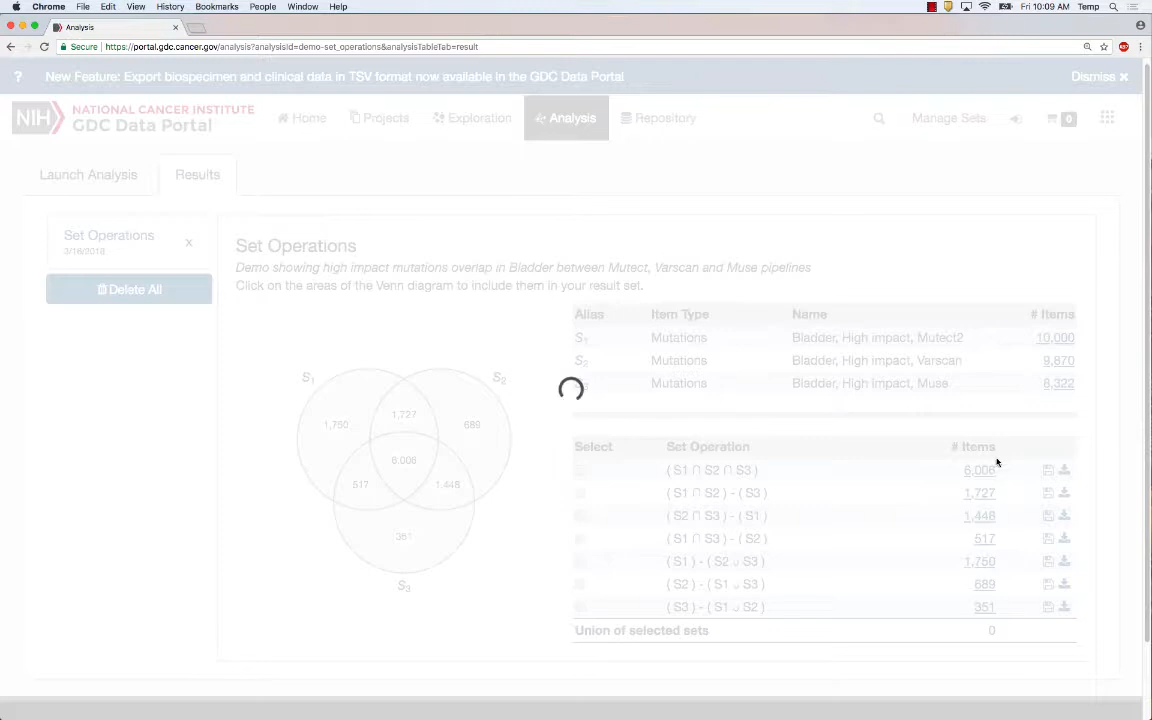 Chrome File Edit View History Bookmarks People Window Help Fri 10:09 AM Temp
Analysis
Secure https://portal.gdc.cancer.gov/analysis?analysisId=demo-set_operations&analysisTableTab=result
? New Feature: Export biospecimen and clinical data in TSV format now available in the GDC Data Portal Dismiss
NIH NATIONAL CANCER INSTITUTE
GDC Data Portal
Home Projects Exploration Analysis Repository Manage Sets 0
Launch Analysis Results
Set Operations
3/16/2018
x
Delete All
Set Operations
Demo showing high impact mutations overlap in Bladder between Mutect, Varscan and Muse pipelines
Click on the areas of the Venn diagram to include them in your result set.
S1 S2
1,750 1,727 689
6,006
517 1,448
351
S3
Alias Item Type Name # Items
S1 Mutations Bladder, High impact, Mutect2 10,000
S2 Mutations Bladder, High impact, Varscan 9,870
Mutations Bladder, High impact, Muse 8,322
Select Set Operation # Items
( S1 ∩ S2 ∩ S3 ) 6,006
( S1 ∩ S2 ) - ( S3 ) 1,727
( S2 ∩ S3 ) - ( S1 ) 1,448
( S1 ∩ S3 ) - ( S2 ) 517
( S1 ) - ( S2 ∪ S3 ) 1,750
( S2 ) - ( S1 ∪ S3 ) 689
( S3 ) - ( S1 ∪ S2 ) 351
Union of selected sets 0